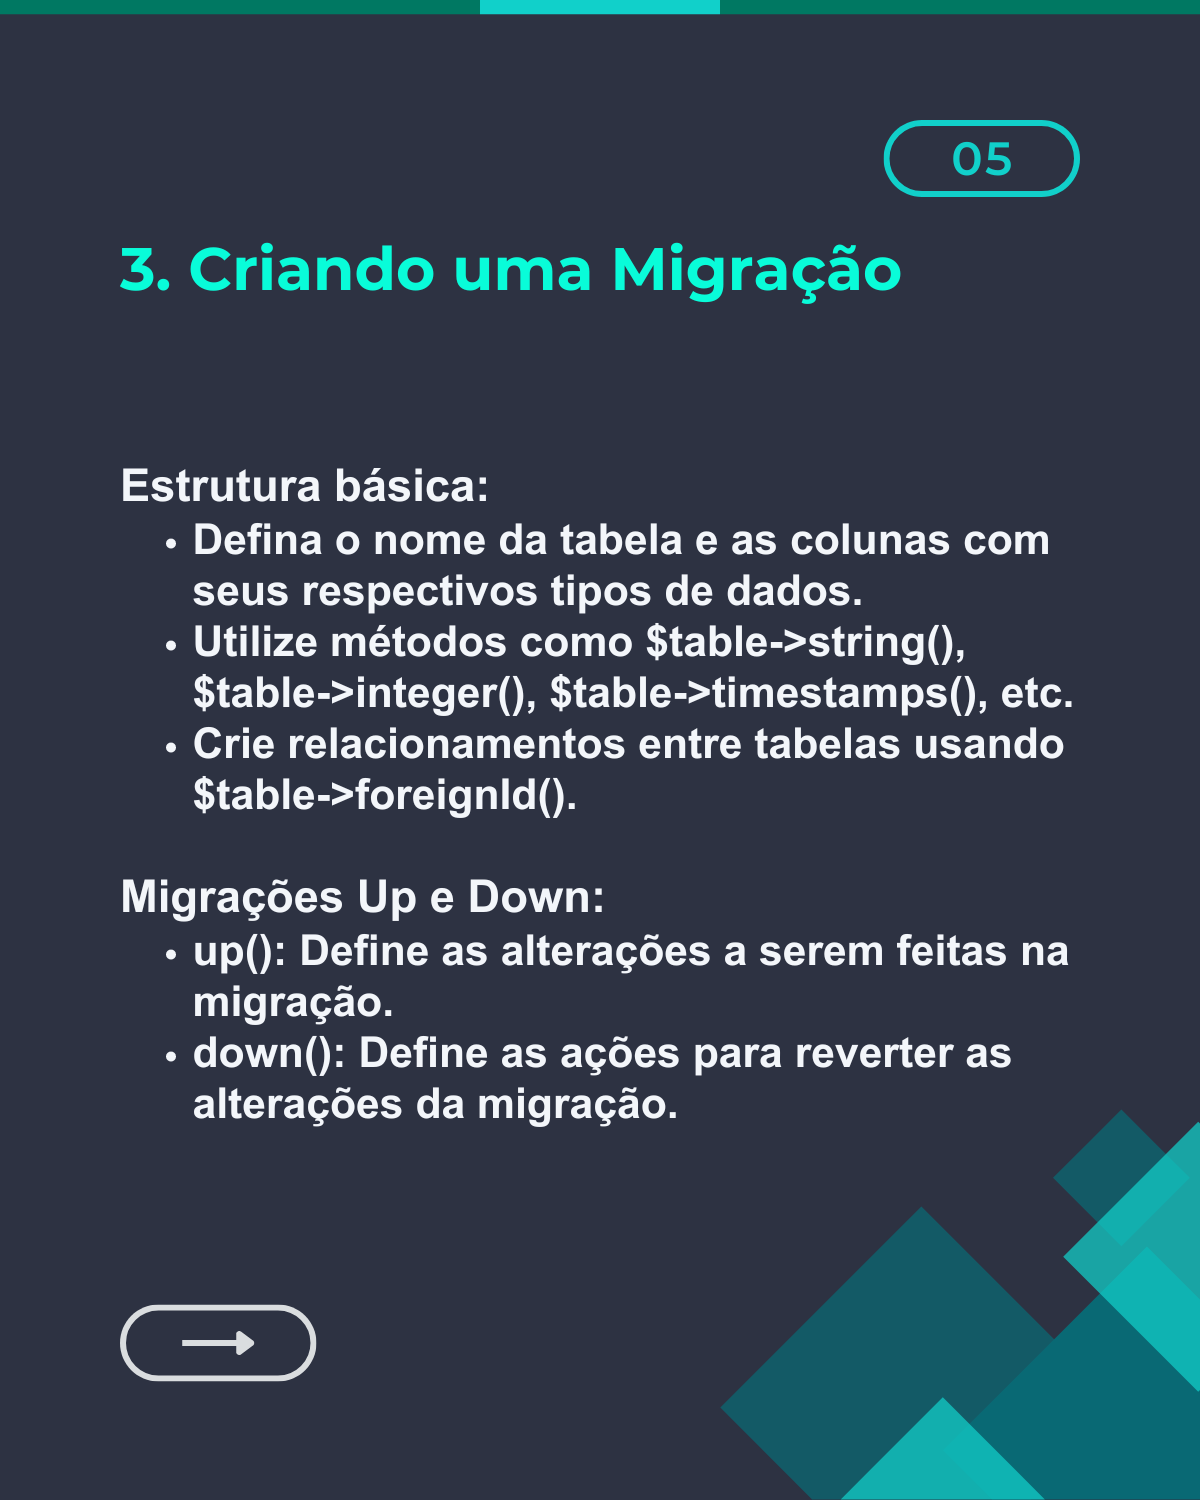 05
3. Criando uma Migração
Estrutura básica:
• Defina o nome da tabela e as colunas com
seus respectivos tipos de dados.
• Utilize métodos como $table->string(),
$table->integer(), $table->timestamps(), etc.
• Crie relacionamentos entre tabelas usando
$table->foreignId().
Migrações Up e Down:
• up(): Define as alterações a serem feitas na
migração.
• down(): Define as ações para reverter as
alterações da migração.